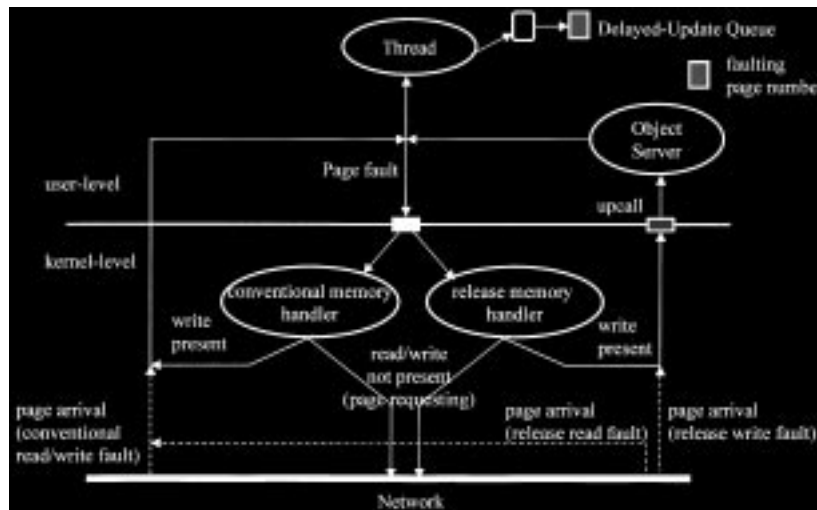 Thread
Delayed-Update Queue
faulting
page numbe
Object
Server
Page fault
user-level
upcall
kernel-level
conventional memory
handler
release memory
handler
write
present
read/write
not present
(page requesting)
write
present
page arrival
(conventional
read/write fault)
page arrival
(release read fault)
page arrival
(release write fault)
Network